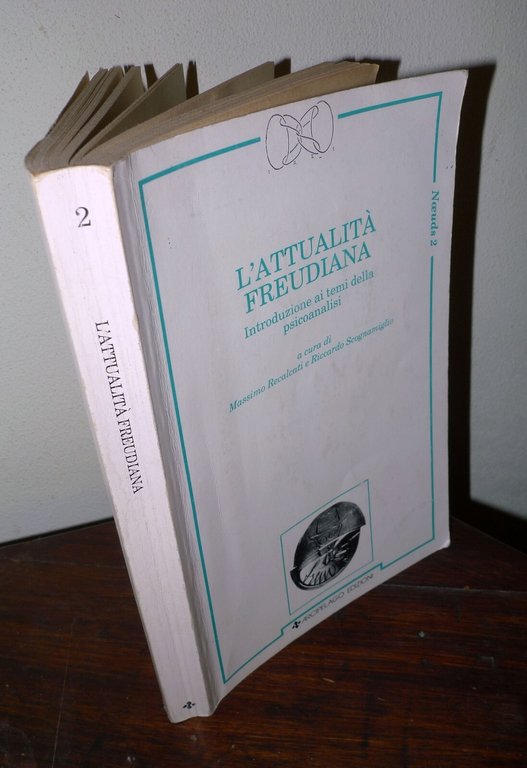 2
L'ATTUALITÀ FREUDIANA
Nœuds 2
L'ATTUALITÀ
FREUDIANA
Introduzione ai temi della
psicoanalisi
a cura di
Massimo Recalcati e Riccardo Scognamiglio
ARCIPELAGO EDIZIONI